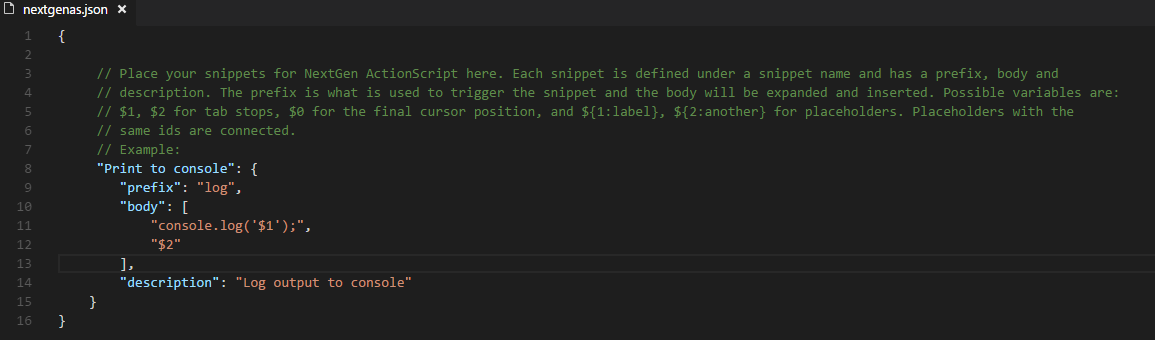 nextgenas.json ×
1 {
2
3 // Place your snippets for NextGen ActionScript here. Each snippet is defined under a snippet name and has a prefix, body and
4 // description. The prefix is what is used to trigger the snippet and the body will be expanded and inserted. Possible variables are:
5 // $1, $2 for tab stops, $0 for the final cursor position, and ${1:label}, ${2:another} for placeholders. Placeholders with the
6 // same ids are connected.
7 // Example:
8 "Print to console": {
9 "prefix": "log",
10 "body": [
11 "console.log('$1');",
12 "$2"
13 ],
14 "description": "Log output to console"
15 }
16 }